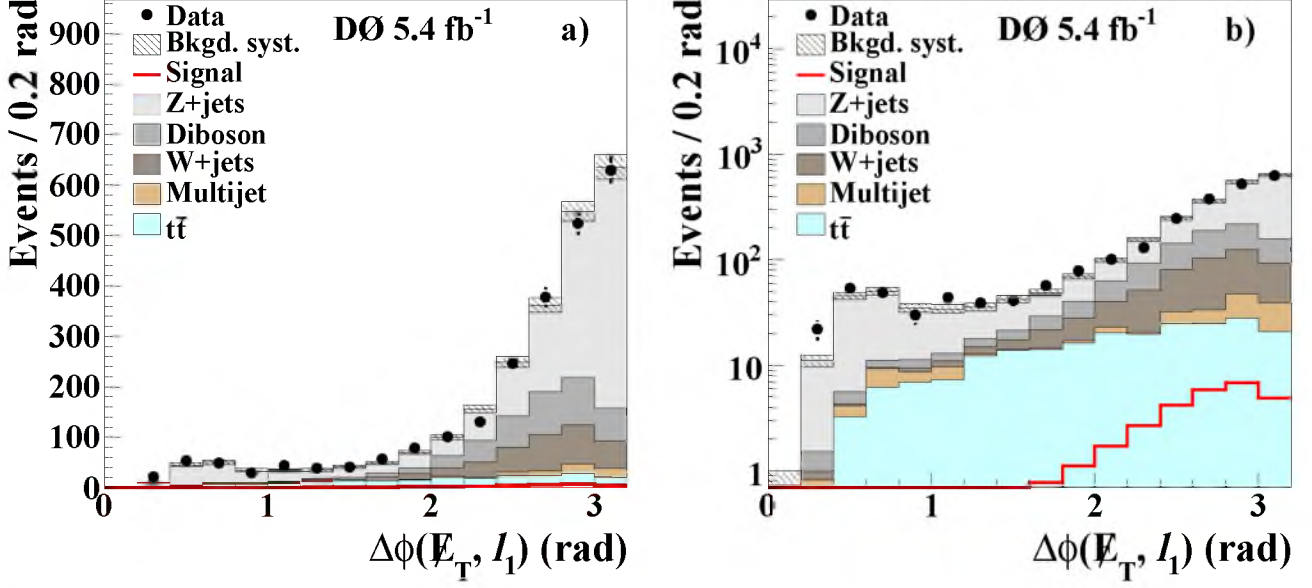 Events / 0.2 rad
900
800
700
600
500
400
300
200
100
0
Data
Bkgd. syst.
Signal
Z+jets
Diboson
W+jets
Multijet
tt̄
DØ 5.4 fb⁻¹
a)
0 1 2 3
Δϕ(E̸_T, l₁) (rad)
Events / 0.2 rad
10⁴
10³
10²
10
1
Data
Bkgd. syst.
Signal
Z+jets
Diboson
W+jets
Multijet
tt̄
DØ 5.4 fb⁻¹
b)
0 1 2 3
Δϕ(E̸_T, l₁) (rad)